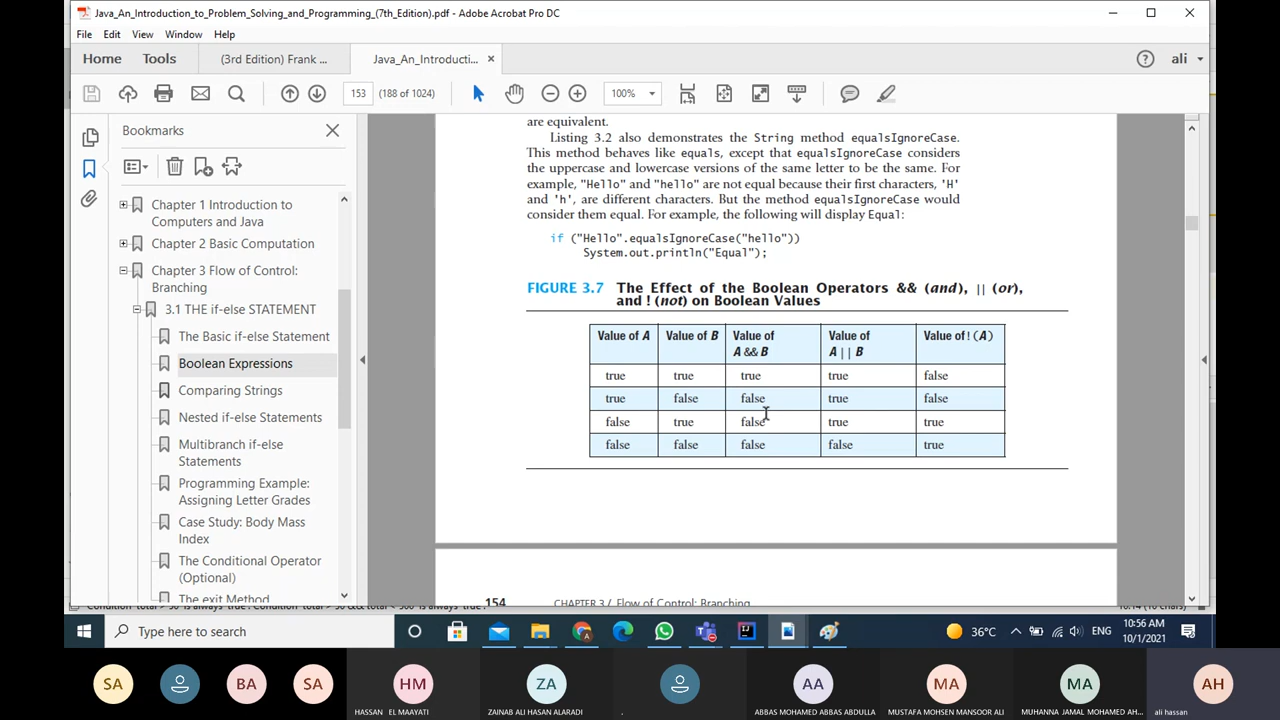 Java_An_Introduction_to_Problem_Solving_and_Programming_(7th_Edition).pdf - Adobe Acrobat Pro DC
File Edit View Window Help
Home Tools (3rd Edition) Frank ... Java_An_Introducti... × ali
153 (188 of 1024) 100%
Bookmarks
Chapter 1 Introduction to
Computers and Java
Chapter 2 Basic Computation
Chapter 3 Flow of Control:
Branching
3.1 THE if-else STATEMENT
The Basic if-else Statement
Boolean Expressions
Comparing Strings
Nested if-else Statements
Multibranch if-else
Statements
Programming Example:
Assigning Letter Grades
Case Study: Body Mass
Index
The Conditional Operator
(Optional)
The exit Method
are equivalent.
Listing 3.2 also demonstrates the String method equalsIgnoreCase.
This method behaves like equals, except that equalsIgnoreCase considers
the uppercase and lowercase versions of the same letter to be the same. For
example, "Hello" and "hello" are not equal because their first characters, 'H'
and 'h', are different characters. But the method equalsIgnoreCase would
consider them equal. For example, the following will display Equal:
if ("Hello".equalsIgnoreCase("hello"))
System.out.println("Equal");
FIGURE 3.7 The Effect of the Boolean Operators && (and), || (or),
and ! (not) on Boolean Values
Value of A Value of B Value of A && B Value of A || B Value of ! (A)
true true true true false
true false false true false
false true false true true
false false false false true
154 CHAPTER 3 / Flow of Control: Branching
Type here to search
36°C ENG 10:56 AM
10/1/2021
SA BA SA HM ZA AA MA MA AH
HASSAN EL MAAYATI ZAINAB ALI HASAN ALARADI . ABBAS MOHAMED ABBAS ABDULLA MUSTAFA MOHSEN MANSOOR ALI MUHANNA JAMAL MOHAMED AH... ali hassan